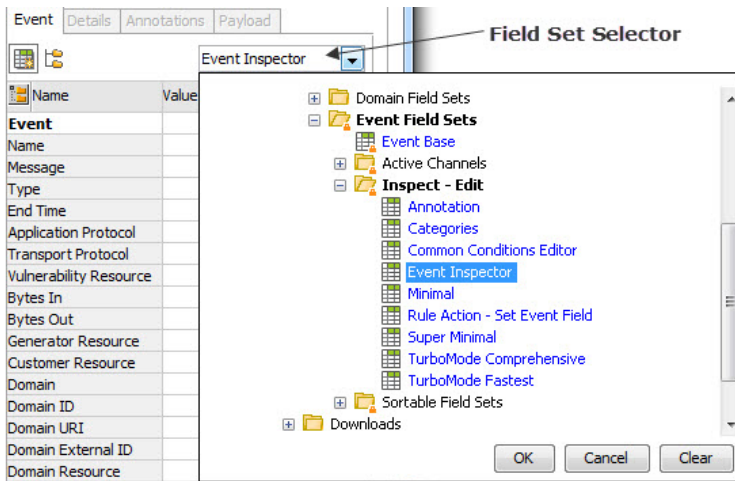 Event Details Annotations Payload
Field Set Selector
Event Inspector
Name Value
Event
Name
Message
Type
End Time
Application Protocol
Transport Protocol
Vulnerability Resource
Bytes In
Bytes Out
Generator Resource
Customer Resource
Domain
Domain ID
Domain URI
Domain External ID
Domain Resource
Domain Field Sets
Event Field Sets
Event Base
Active Channels
Inspect - Edit
Annotation
Categories
Common Conditions Editor
Event Inspector
Minimal
Rule Action - Set Event Field
Super Minimal
TurboMode Comprehensive
TurboMode Fastest
Sortable Field Sets
Downloads
OK Cancel Clear